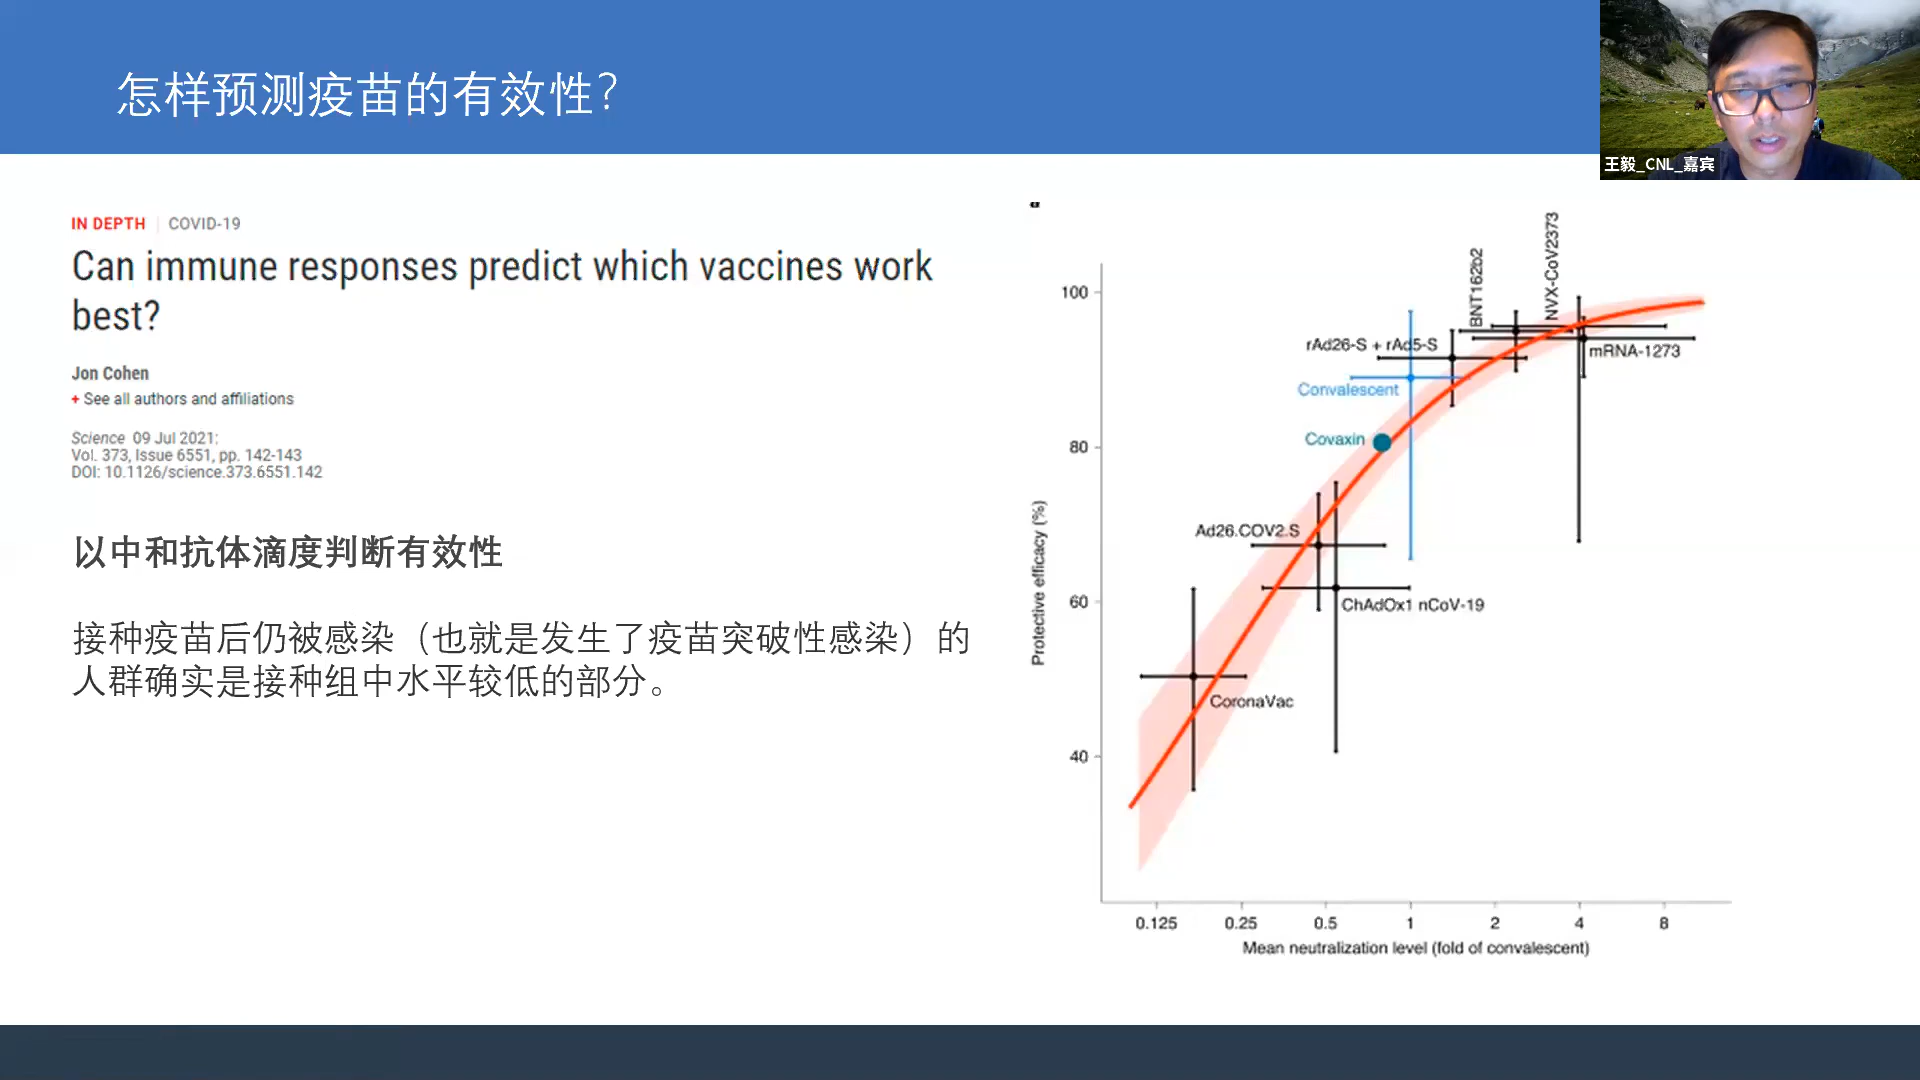 怎样预测疫苗的有效性?
王毅_CNL_嘉宾
IN DEPTH | COVID-19
Can immune responses predict which vaccines work
best?
Jon Cohen
+ See all authors and affiliations
Science 09 Jul 2021:
Vol. 373, Issue 6551, pp. 142-143
DOI: 10.1126/science.373.6551.142
以中和抗体滴度判断有效性
接种疫苗后仍被感染（也就是发生了疫苗突破性感染）的
人群确实是接种组中水平较低的部分。
Protective efficacy (%)
100
80
60
40
BNT162b2
NVX-CoV2373
rAd26-S + rAd5-S
mRNA-1273
Convalescent
Covaxin
Ad26.COV2.S
ChAdOx1 nCoV-19
CoronaVac
0.125 0.25 0.5 1 2 4 8
Mean neutralization level (fold of convalescent)